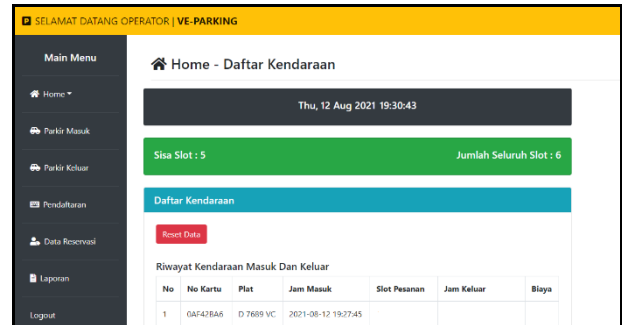 SELAMAT DATANG OPERATOR | VE-PARKING
Main Menu
Home
Parkir Masuk
Parkir Keluar
Pendaftaran
Data Reservasi
Laporan
Logout
Home - Daftar Kendaraan
Thu, 12 Aug 2021 19:30:43
Sisa Slot : 5 Jumlah Seluruh Slot : 6
Daftar Kendaraan
Reset Data
Riwayat Kendaraan Masuk Dan Keluar
No No Kartu Plat Jam Masuk Slot Pesanan Jam Keluar Biaya
1 0AF42BA6 D 7689 VC 2021-08-12 19:27:45